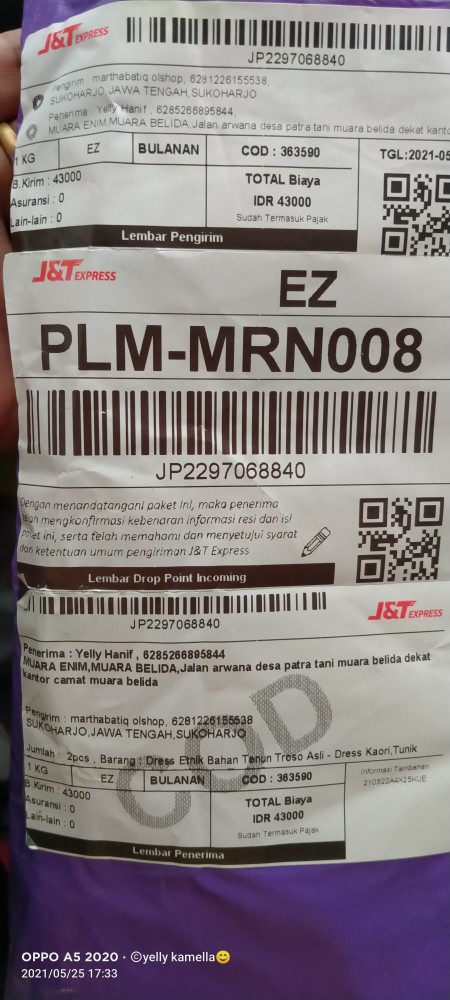 J&T EXPRESS
JP2297068840
Pengirim : marthabatiq olshop, 6281226155538,
SUKOHARJO,JAWA TENGAH,SUKOHARJO
Penerima : Yelly Hanif , 6285266895844,
MUARA ENIM,MUARA BELIDA,Jalan arwana desa patra tani muara belida dekat kanto
1 KG EZ BULANAN COD : 363590 TGL:2021-05
B.Kirim : 43000 TOTAL Biaya
Asuransi : 0 IDR 43000
Lain-lain : 0 Sudah Termasuk Pajak
Lembar Pengirim
J&T EXPRESS EZ
PLM-MRN008
JP2297068840
Dengan menandatangani paket ini, maka penerima
telah mengkonfirmasi kebenaran informasi resi dan isi
paket ini, serta telah memahami dan menyetujui syarat
dan ketentuan umum pengiriman J&T Express
Lembar Drop Point Incoming
J&T EXPRESS
JP2297068840
Penerima : Yelly Hanif , 6285266895844
MUARA ENIM,MUARA BELIDA,Jalan arwana desa patra tani muara belida dekat
kantor camat muara belida
Pengirim : marthabatiq olshop, 6281226155538
SUKOHARJO,JAWA TENGAH,SUKOHARJO
COD
Jumlah : 2pcs , Barang : Dress Etnik Bahan Tenun Troso Asli - Dress Kaori,Tunik
1 KG EZ BULANAN COD : 363590 Informasi Tambahan
B.Kirim : 43000 TOTAL Biaya 210522A4X25KUE
Asuransi : 0 IDR 43000
Lain-lain : 0 Sudah Termasuk Pajak
Lembar Penerima
OPPO A5 2020 · ©yelly kamella😊
2021/05/25 17:33